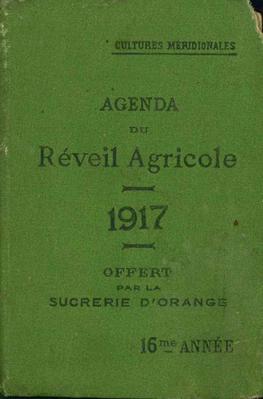 CULTURES MÉRIDIONALES
AGENDA
DU
Réveil Agricole
1917
OFFERT
PAR LA
SUCRERIE D'ORANGE
16me ANNÉE